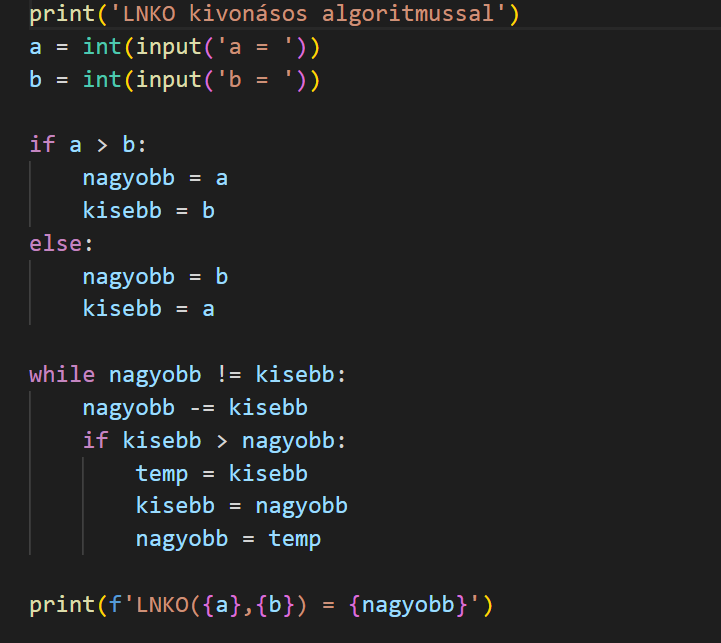 print('LNKO kivonásos algoritmussal')
a = int(input('a = '))
b = int(input('b = '))
if a > b:
    nagyobb = a
    kisebb = b
else:
    nagyobb = b
    kisebb = a
while nagyobb != kisebb:
    nagyobb -= kisebb
    if kisebb > nagyobb:
        temp = kisebb
        kisebb = nagyobb
        nagyobb = temp
print(f'LNKO({a},{b}) = {nagyobb}')